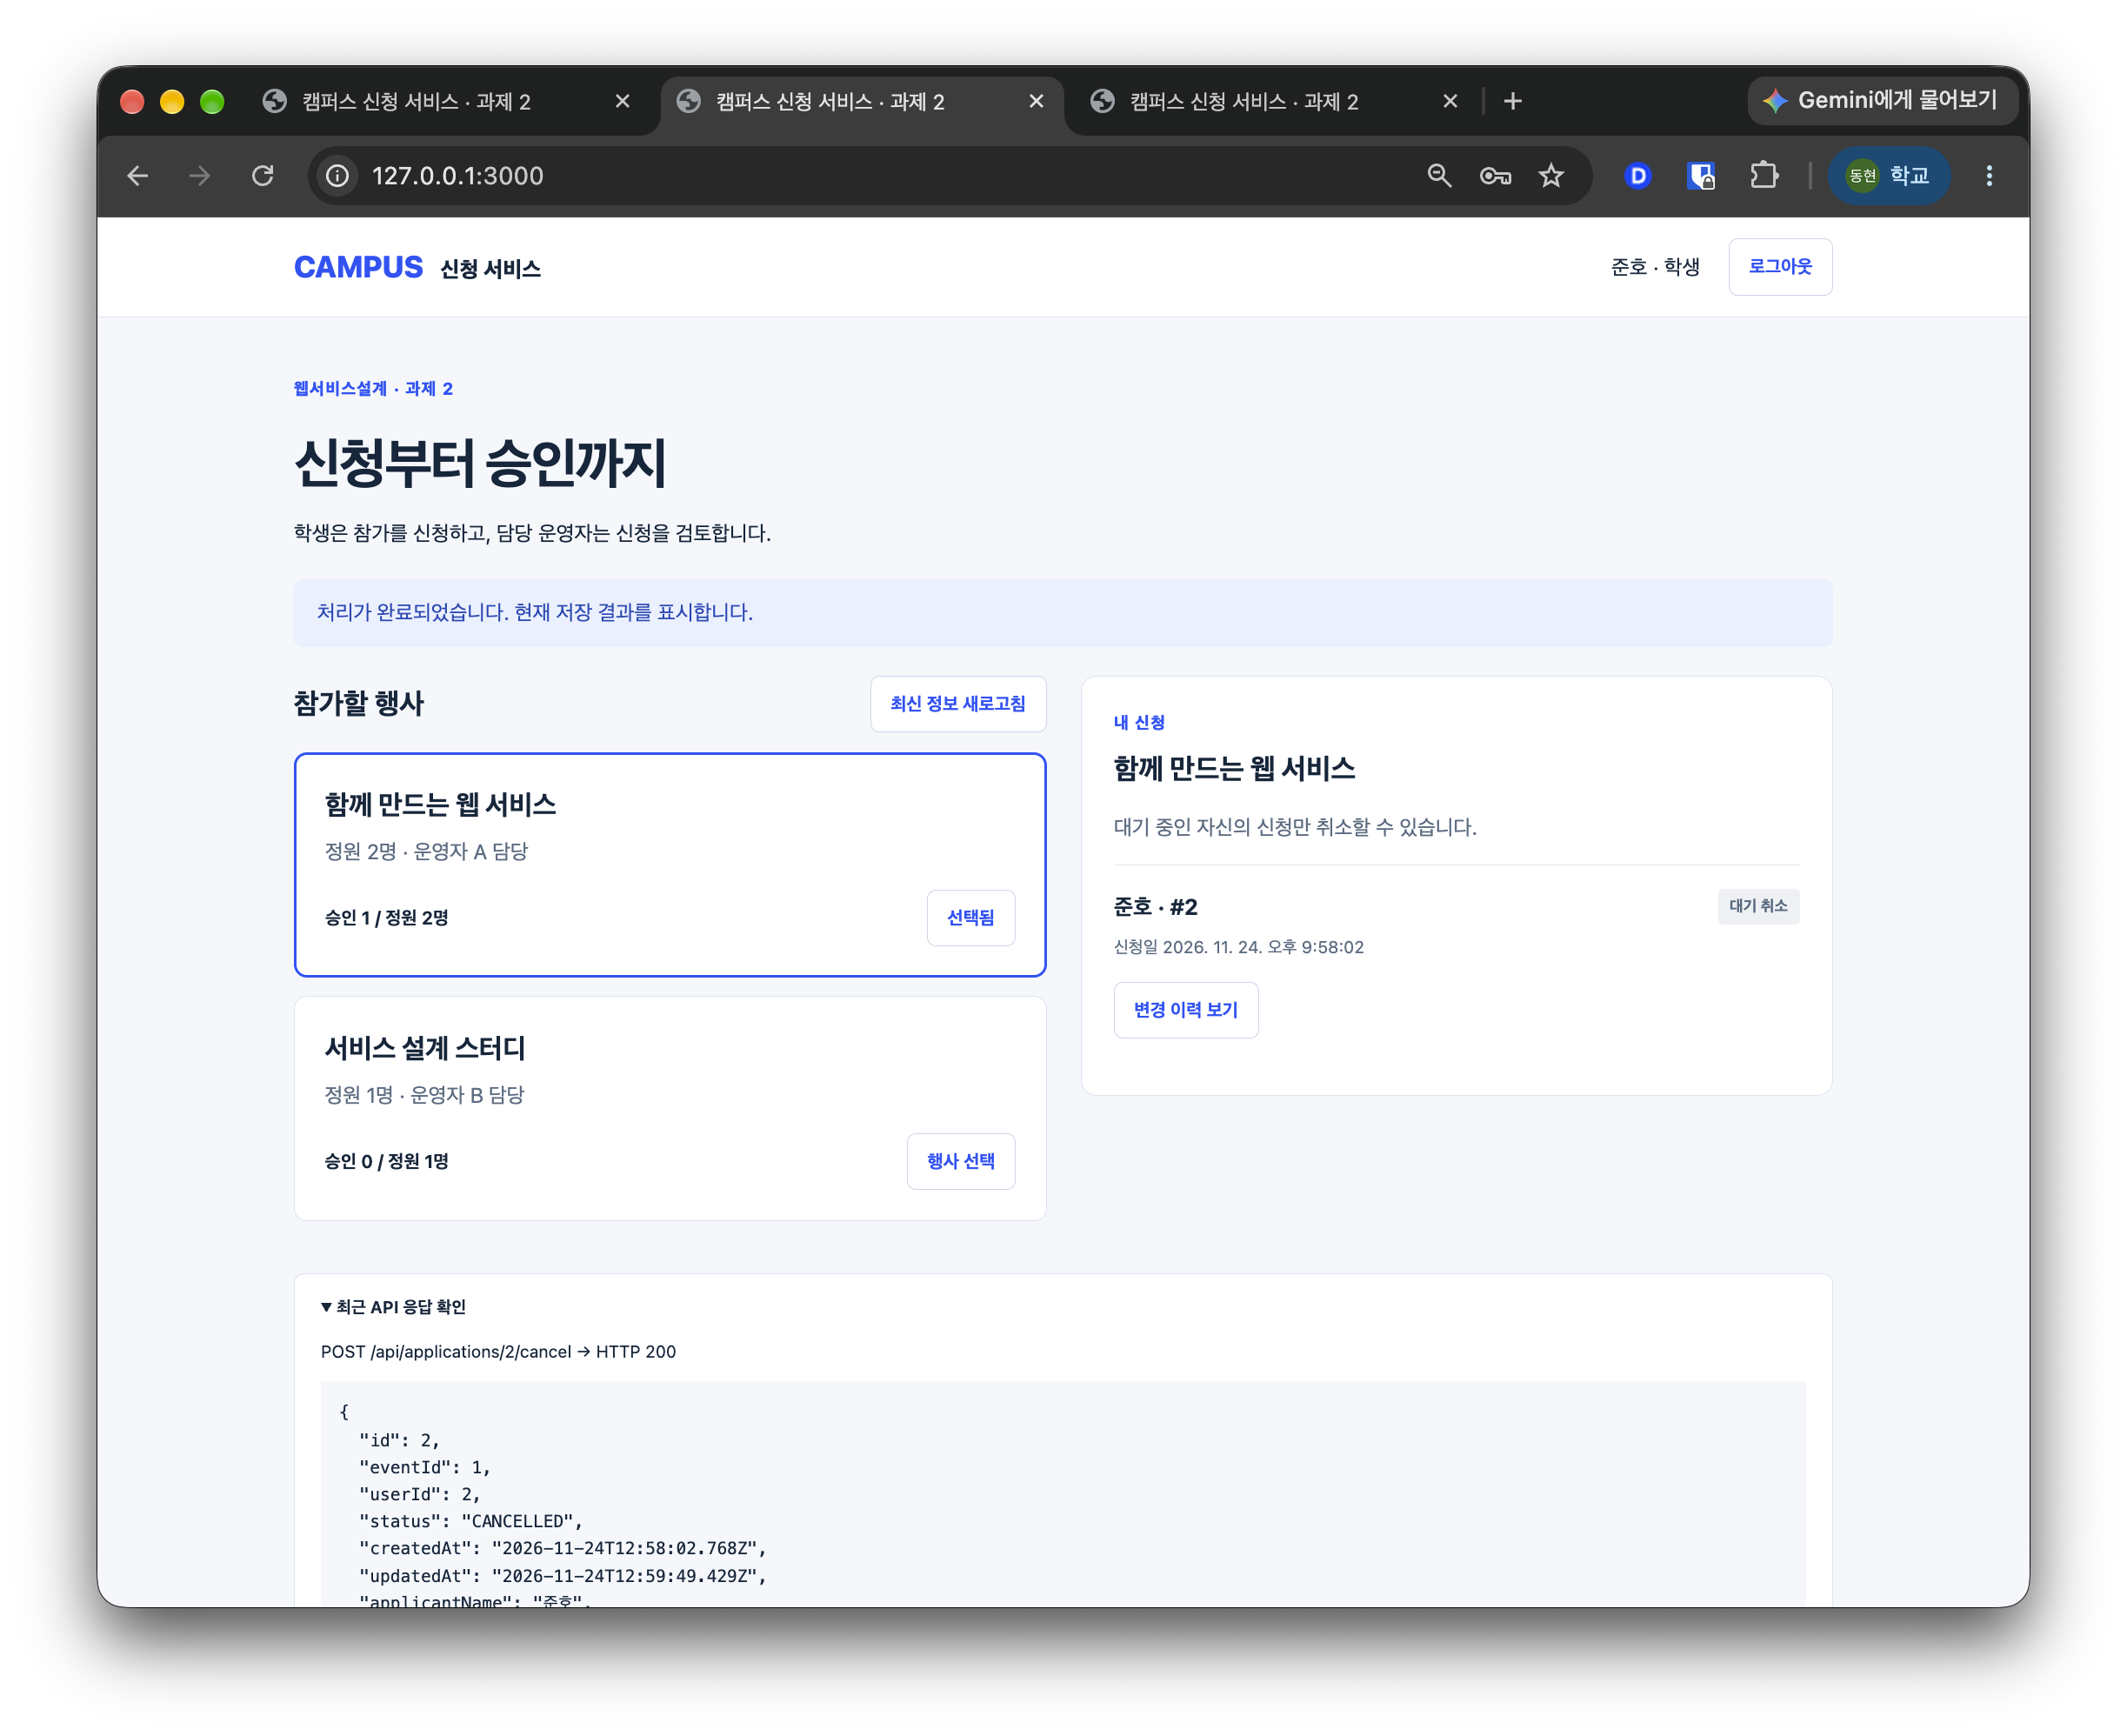 캠퍼스 신청 서비스 · 과제 2
캠퍼스 신청 서비스 · 과제 2
캠퍼스 신청 서비스 · 과제 2
Gemini에게 물어보기
127.0.0.1:3000
D
동현 학교
CAMPUS 신청 서비스
준호 · 학생
로그아웃
웹서비스설계 · 과제 2
신청부터 승인까지
학생은 참가를 신청하고, 담당 운영자는 신청을 검토합니다.
처리가 완료되었습니다. 현재 저장 결과를 표시합니다.
참가할 행사
최신 정보 새로고침
함께 만드는 웹 서비스
정원 2명 · 운영자 A 담당
승인 1 / 정원 2명
선택됨
서비스 설계 스터디
정원 1명 · 운영자 B 담당
승인 0 / 정원 1명
행사 선택
내 신청
함께 만드는 웹 서비스
대기 중인 자신의 신청만 취소할 수 있습니다.
준호 · #2
대기 취소
신청일 2026. 11. 24. 오후 9:58:02
변경 이력 보기
▼ 최근 API 응답 확인
POST /api/applications/2/cancel → HTTP 200
{
"id": 2,
"eventId": 1,
"userId": 2,
"status": "CANCELLED",
"createdAt": "2026-11-24T12:58:02.768Z",
"updatedAt": "2026-11-24T12:59:49.429Z",
"applicantName": "준호",